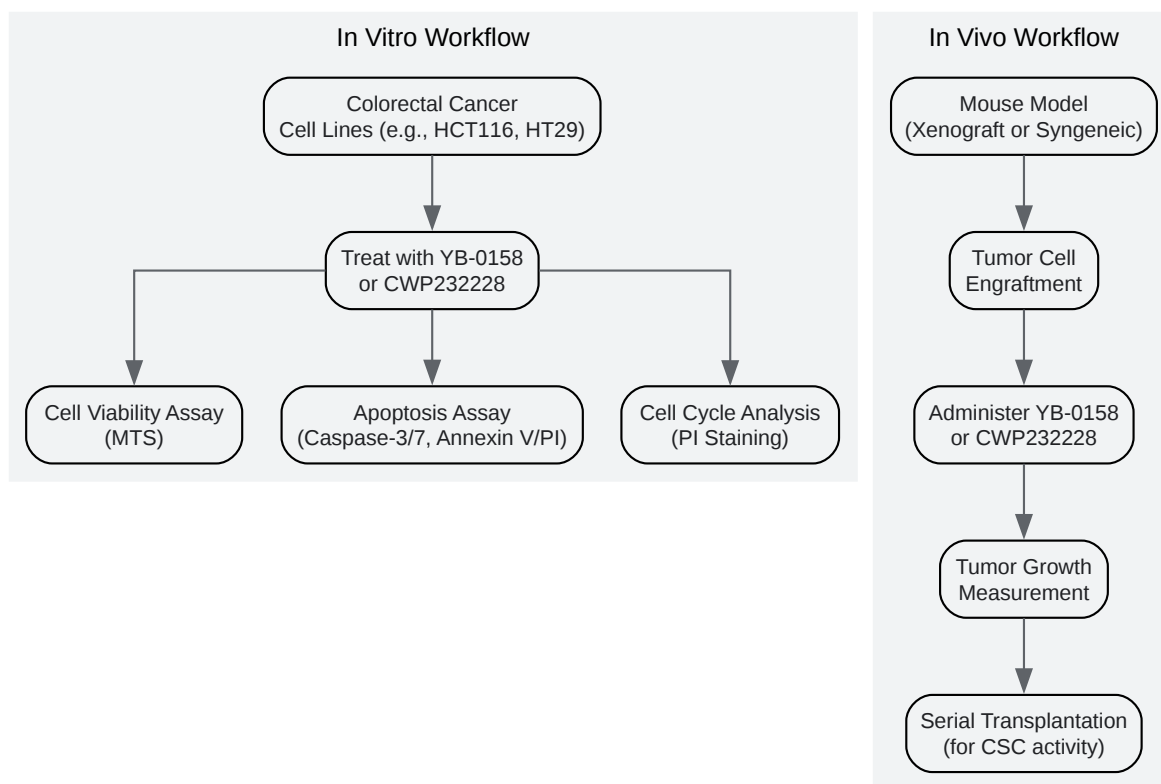 In Vitro Workflow
Colorectal Cancer
Cell Lines (e.g., HCT116, HT29)
Treat with YB-0158
or CWP232228
Cell Viability Assay
(MTS)
Apoptosis Assay
(Caspase-3/7, Annexin V/PI)
Cell Cycle Analysis
(PI Staining)
In Vivo Workflow
Mouse Model
(Xenograft or Syngeneic)
Tumor Cell
Engraftment
Administer YB-0158
or CWP232228
Tumor Growth
Measurement
Serial Transplantation
(for CSC activity)